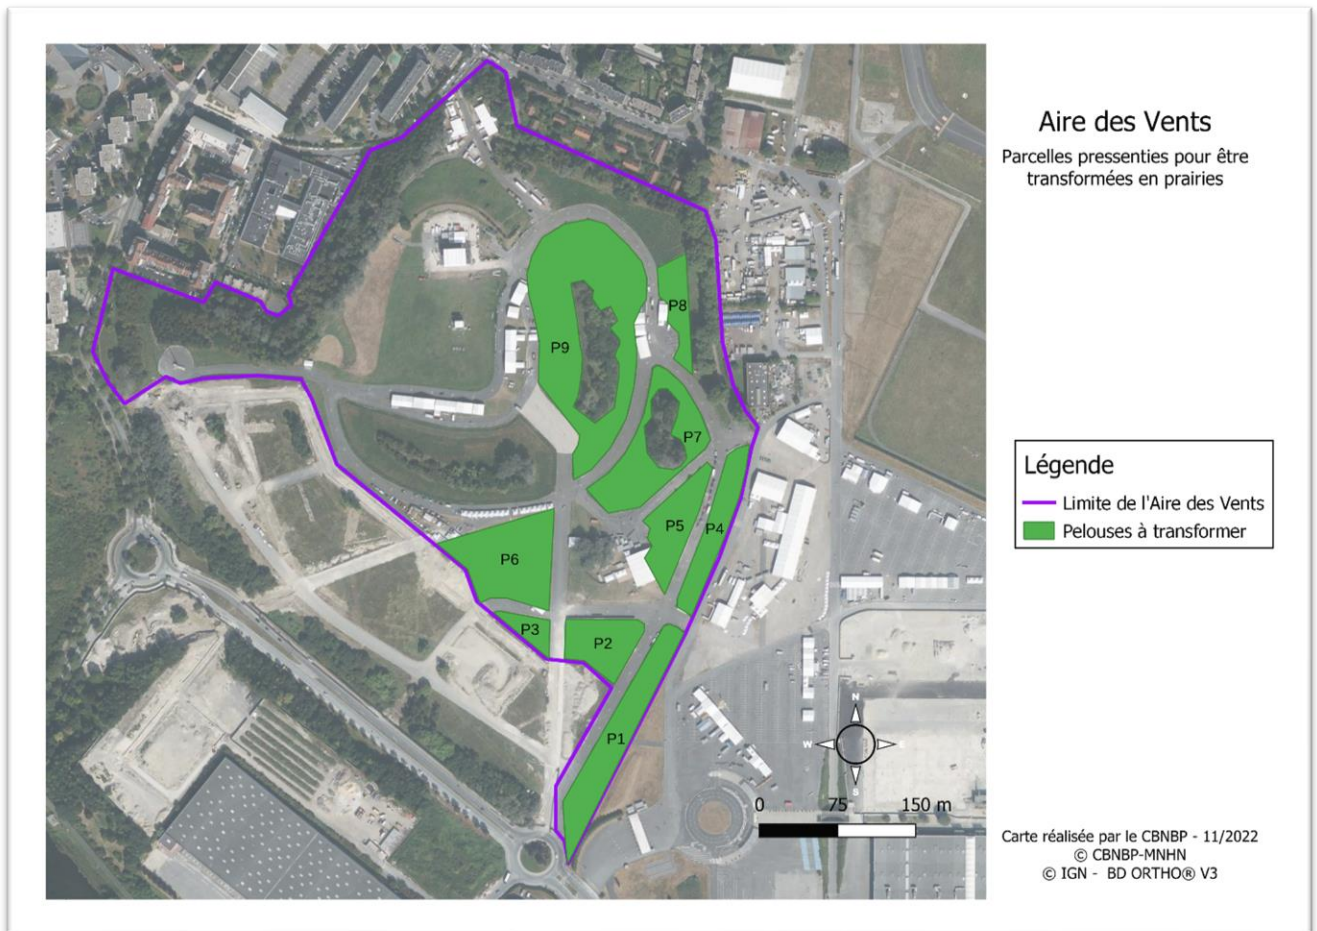 Aire des Vents
Parcelles pressenties pour être
transformées en prairies
P8
P9
P7
P5
P4
P6
P3
P2
P1
Légende
Limite de l'Aire des Vents
Pelouses à transformer
N
W
E
S
0 75 150 m
Carte réalisée par le CBNBP - 11/2022
© CBNBP-MNHN
© IGN - BD ORTHO® V3